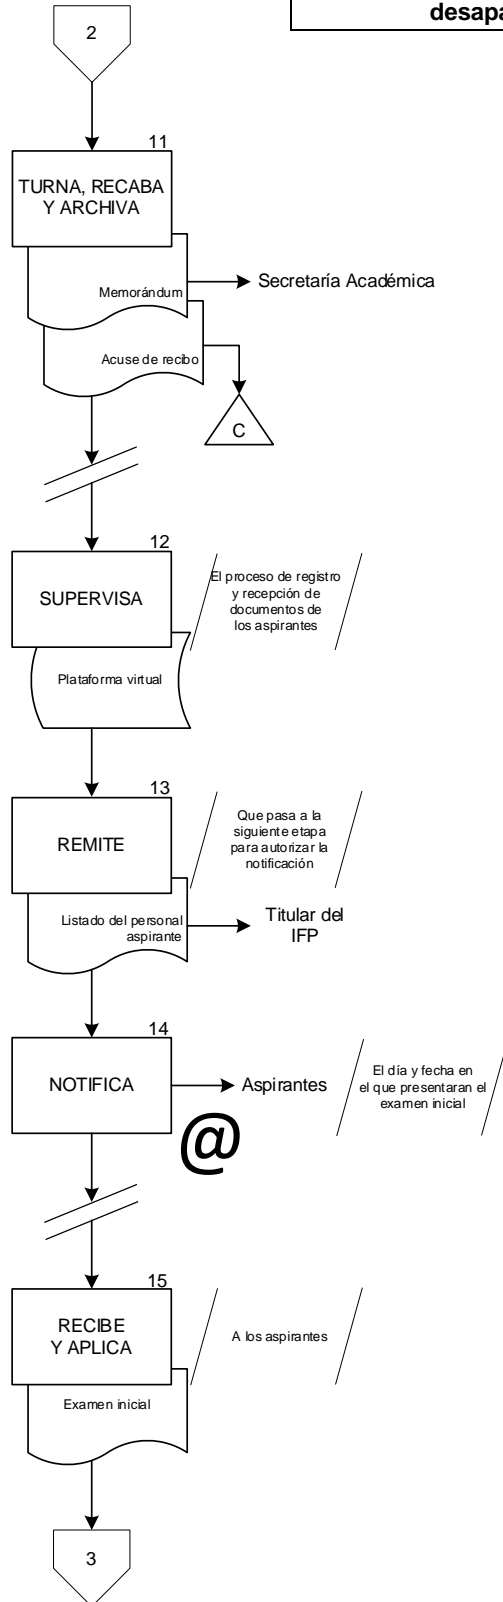 2
11
TURNA, RECABA
Y ARCHIVA
Memorándum
Secretaría Académica
Acuse de recibo
C
12
SUPERVISA
El proceso de registro
y recepción de
documentos de
los aspirantes
Plataforma virtual
13
REMITE
Que pasa a la
siguiente etapa
para autorizar la
notificación
Listado del personal
aspirante
Titular del
IFP
14
NOTIFICA
Aspirantes
El día y fecha en
el que presentaran el
examen inicial
@
15
RECIBE
Y APLICA
A los aspirantes
Examen inicial
3